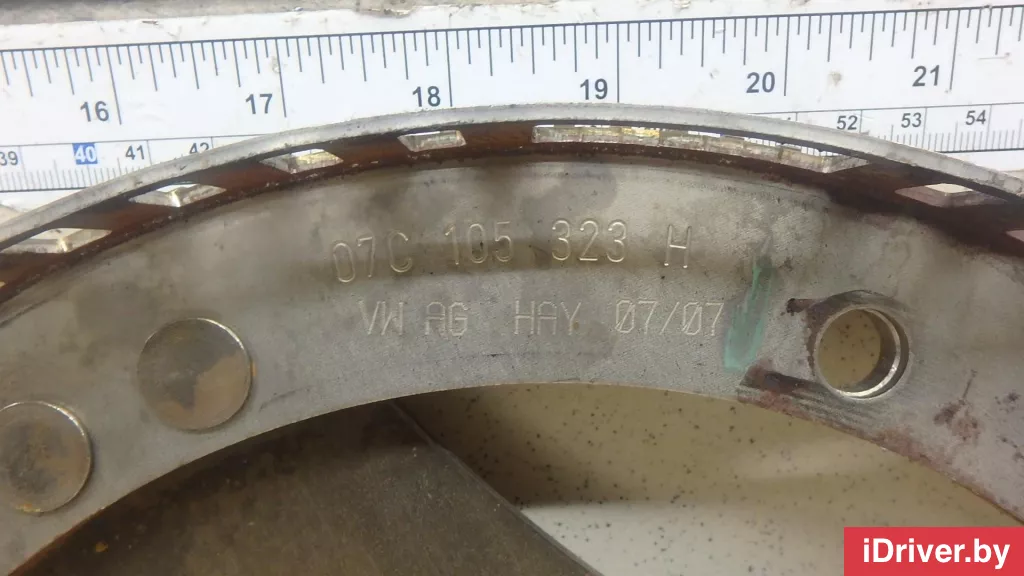 16 17 18 19 20 21
39 40 41 42 52 53 54
07C 105 323 H
VW AG HAY 07/07
iDriver.by